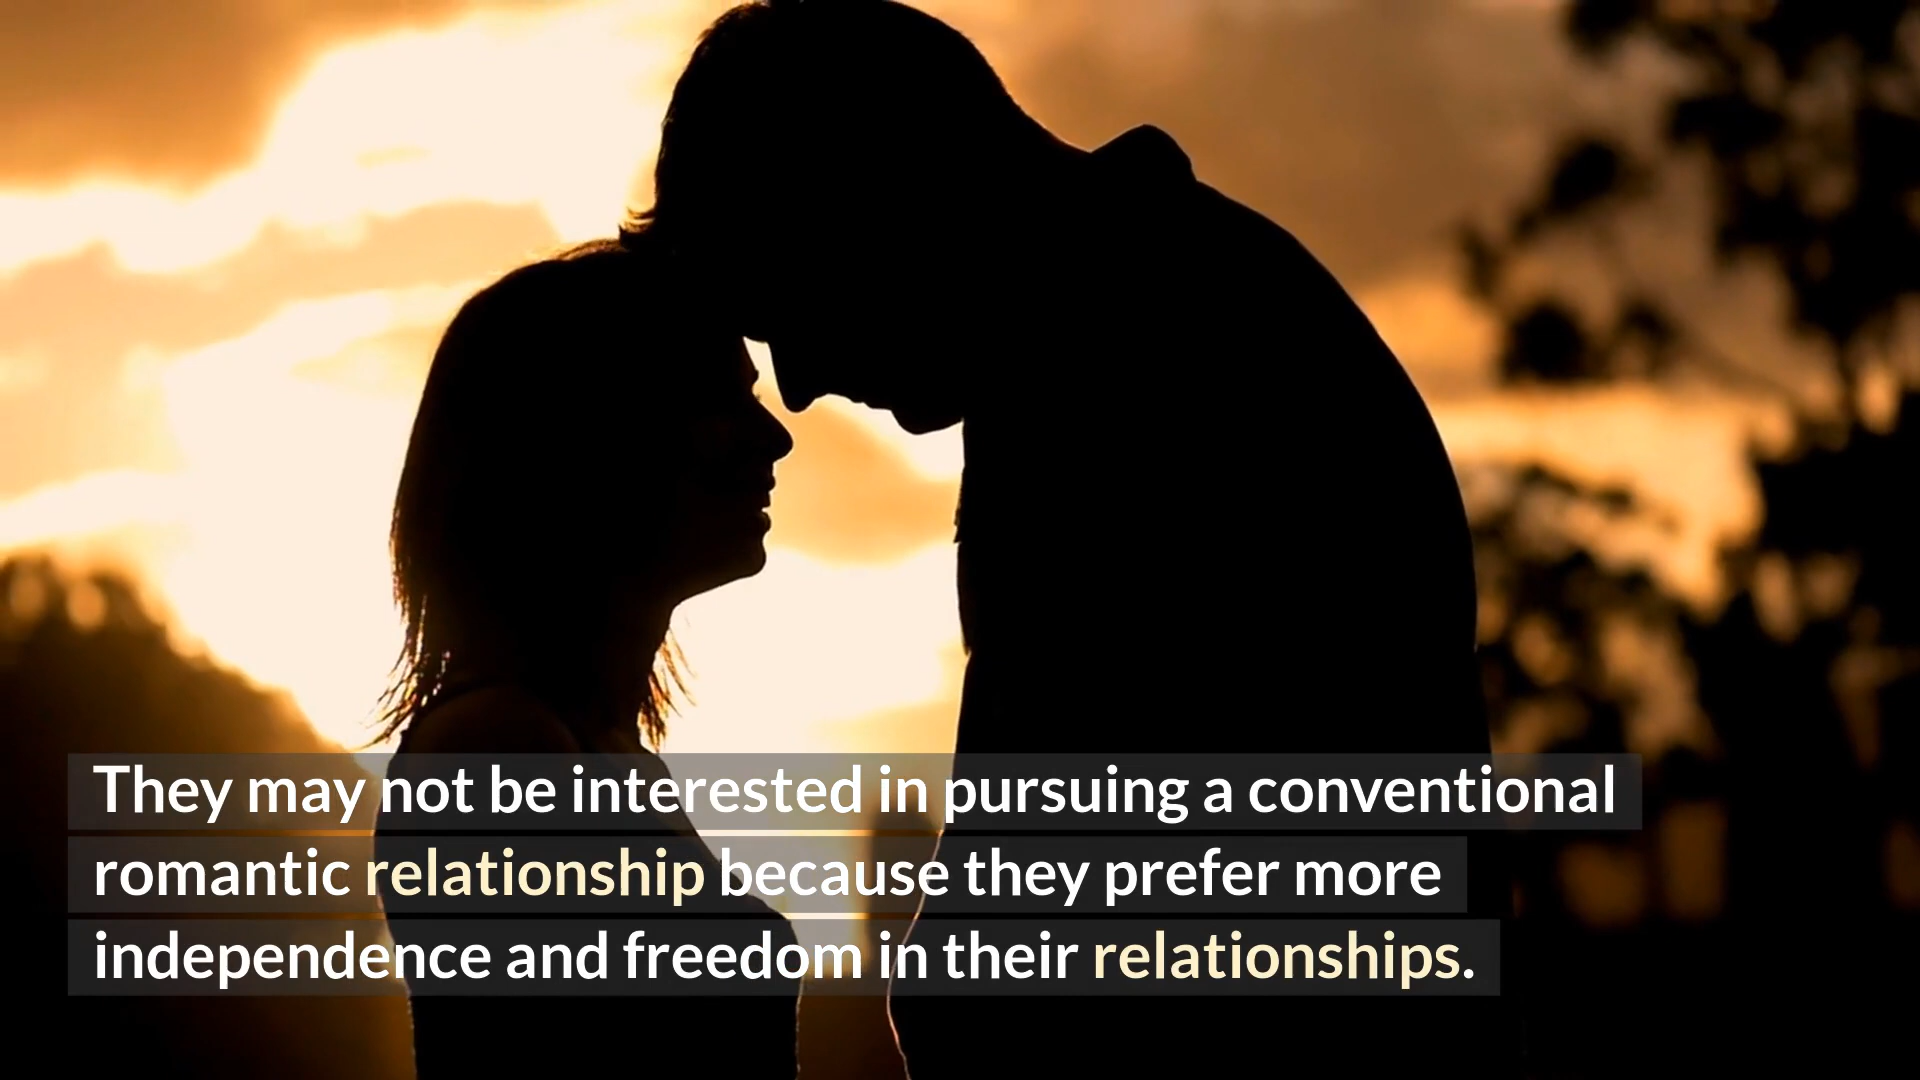 They may not be interested in pursuing a conventional
romantic relationship because they prefer more
independence and freedom in their relationships.